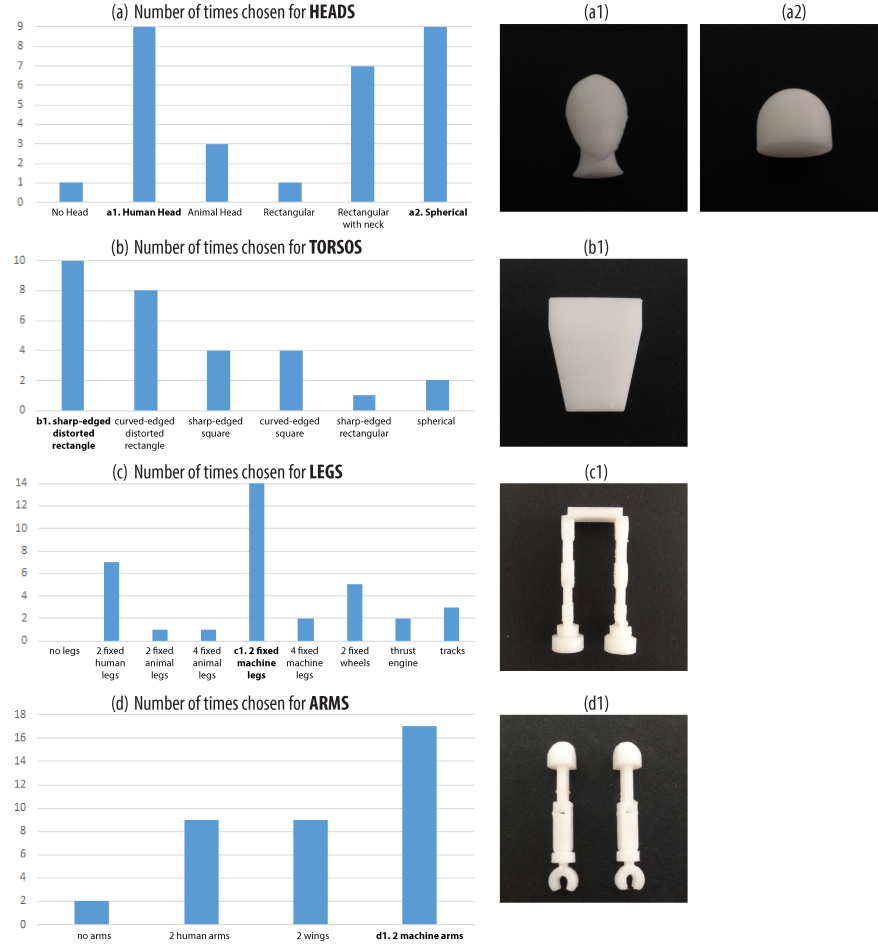 (a) Number of times chosen for HEADS
9
8
7
6
5
4
3
2
1
0
No Head
a1. Human Head
Animal Head
Rectangular
Rectangular
with neck
a2. Spherical
(a1)
(a2)
(b) Number of times chosen for TORSOS
10
8
6
4
2
0
b1. sharp-edged
distorted
rectangle
curved-edged
distorted
rectangle
sharp-edged
square
curved-edged
square
sharp-edged
rectangular
spherical
(b1)
(c) Number of times chosen for LEGS
14
12
10
8
6
4
2
0
no legs
2 fixed
human
legs
2 fixed
animal
legs
4 fixed
animal
legs
c1. 2 fixed
machine
legs
4 fixed
machine
legs
2 fixed
wheels
thrust
engine
tracks
(c1)
(d) Number of times chosen for ARMS
18
16
14
12
10
8
6
4
2
0
no arms
2 human arms
2 wings
d1. 2 machine arms
(d1)